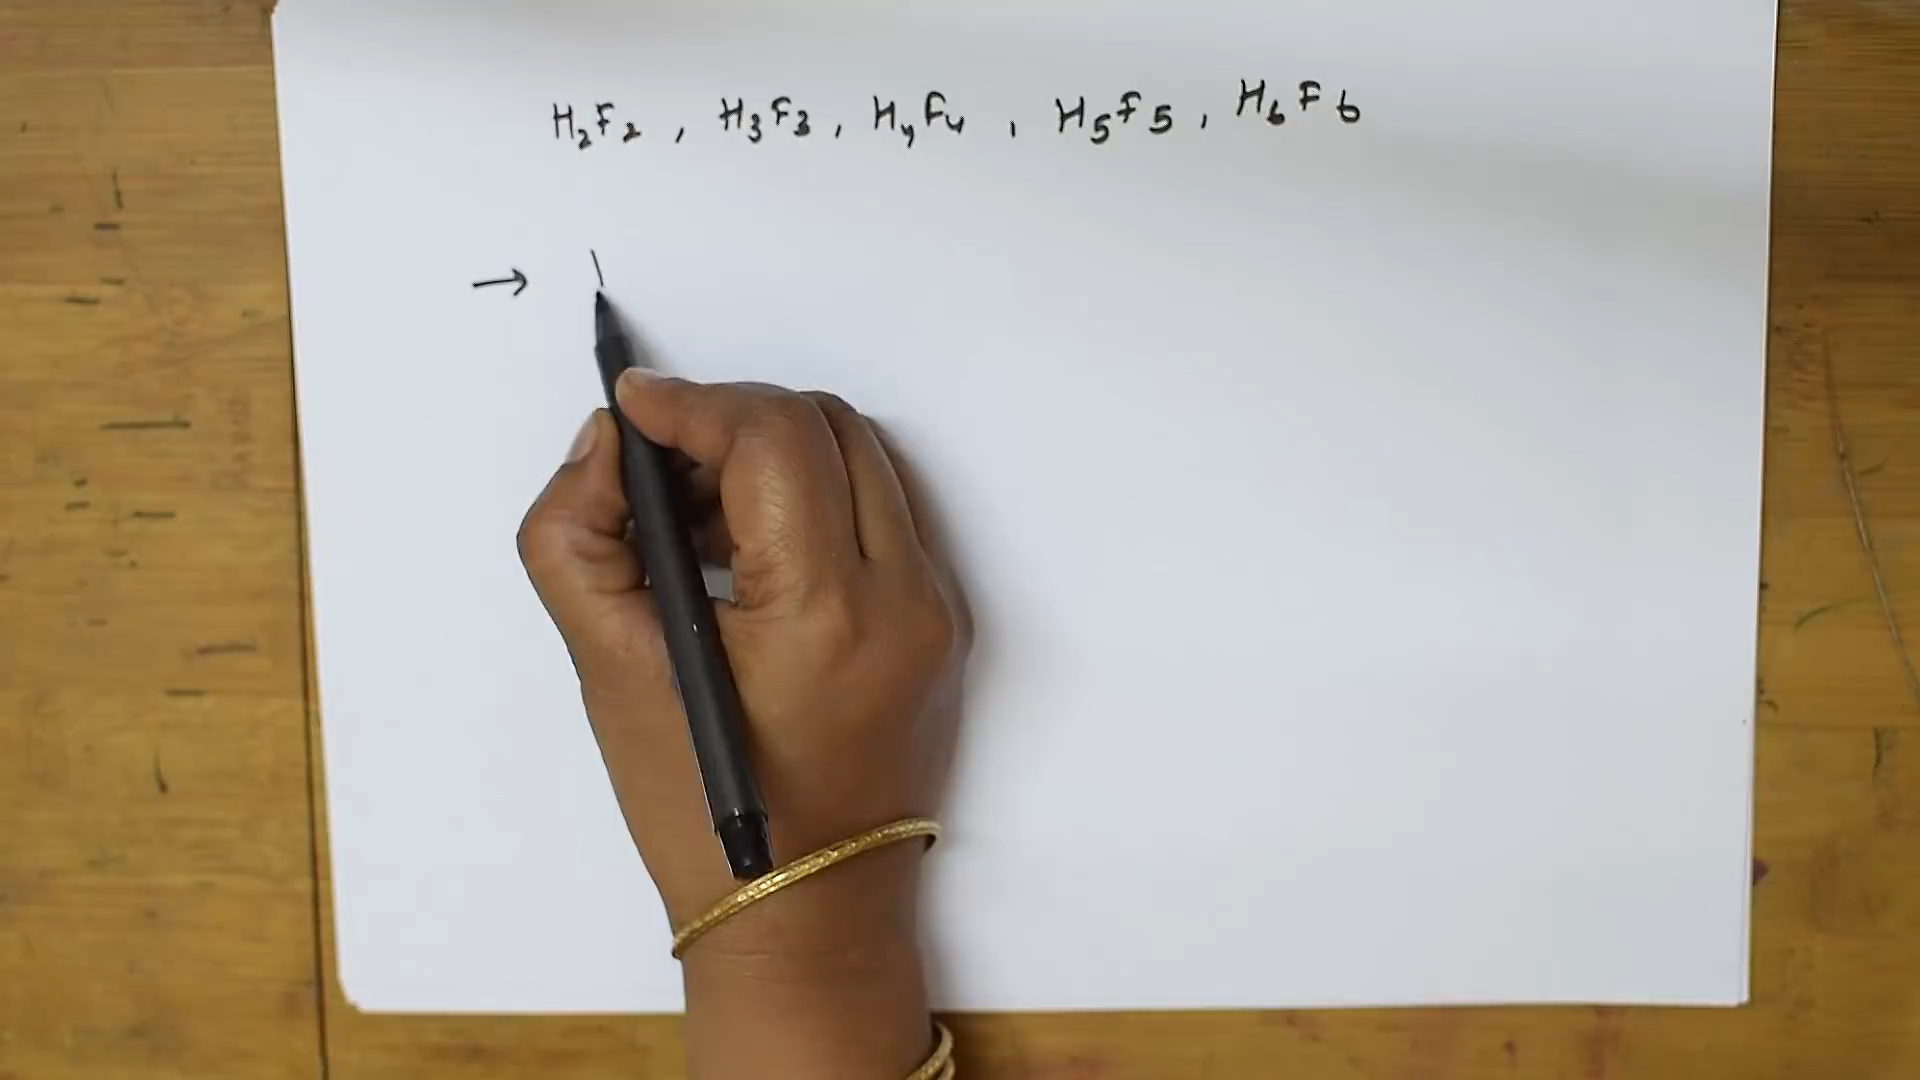 H₂F₂ , H₃F₃ , H₄F₄ , H₅F₅ , H₆F₆
→